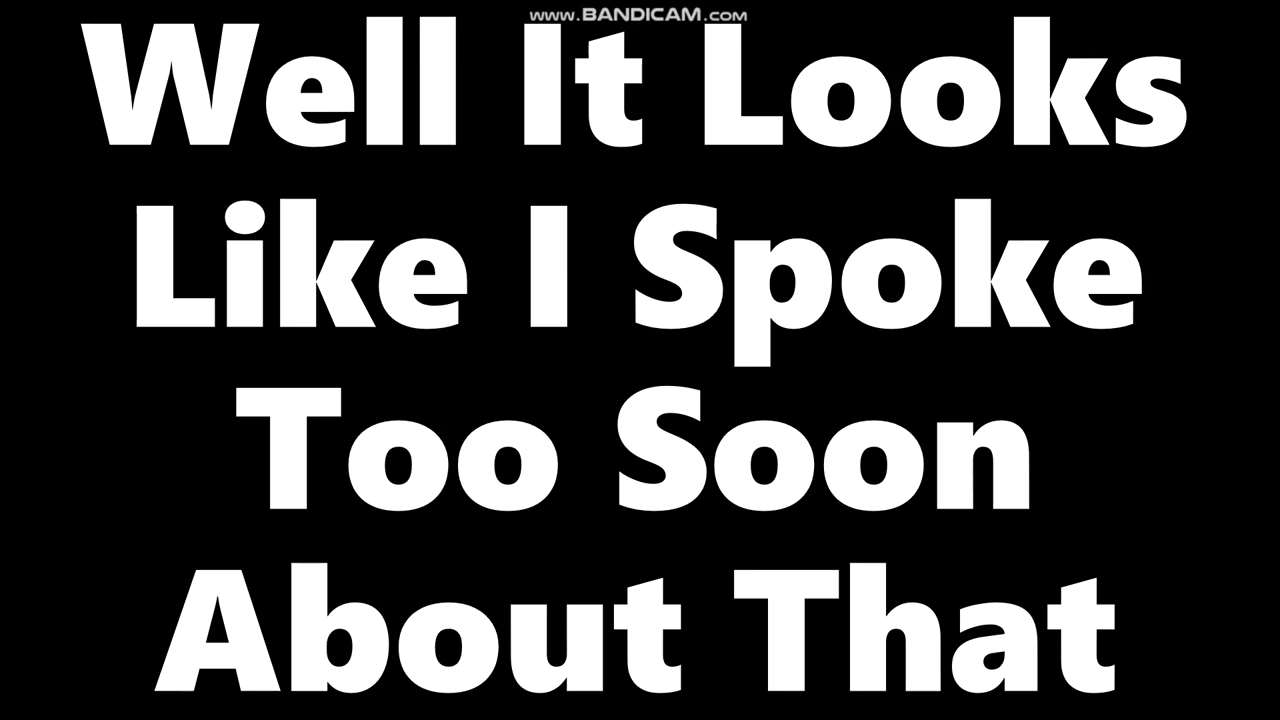 www.BANDICAM.com
Well It Looks
Like I Spoke
Too Soon
About That